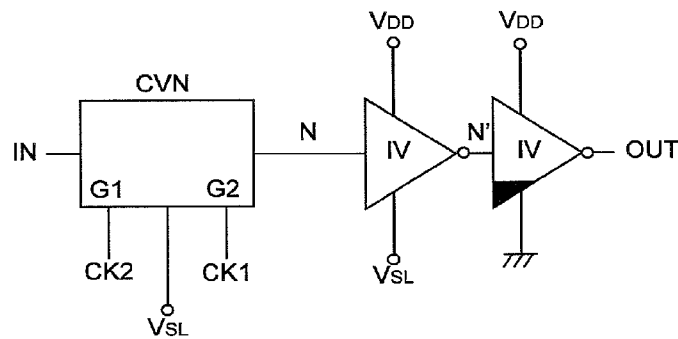 VDD VDD
CVN
IN N IV N' IV OUT
G1 G2
CK2 CK1
VSL VSL